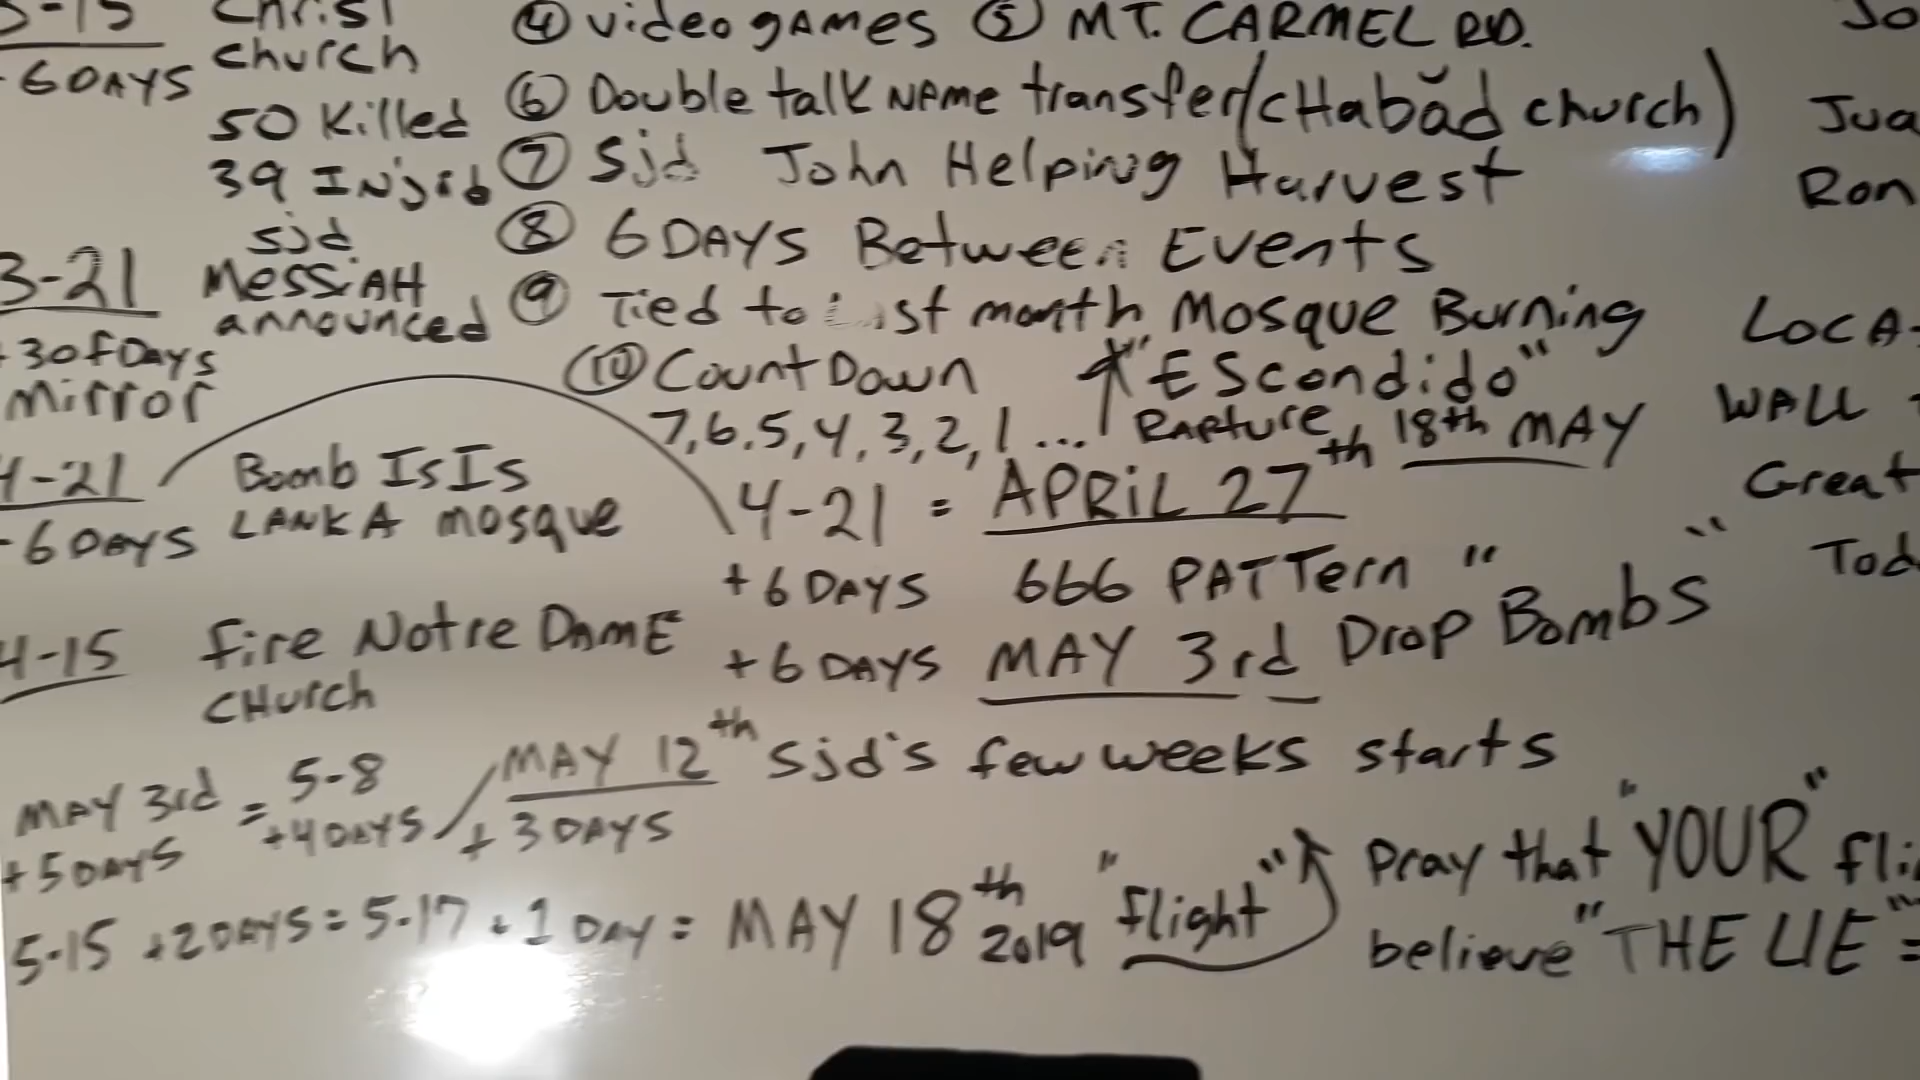 3-15 Christ
church
-6 DAYS
50 Killed
39 INjrd
sjd
3-21 MessiAH
announced
+30 of Days
Mirror
4-21 Bomb IsIs
LANKA mosque
-6 DAYS
4-15 fire Notre DAmE
CHurch
④ video gAMES ⑤ MT. CARMEL RD.
⑥ Double talk NAMe transfer/(cHabăd church)
⑦ Sjd John Helping Harvest
⑧ 6 DAYS Between Events
⑨ Tied to Last month Mosque Burning
⑩ Count Down "EScondido"
7,6,5,4,3,2,1... Rapture 18th MAY
4-21 = APRiL 27th
+6 DAYS 666 PATTern
+6 DAYS MAY 3rd "Drop Bombs"
MAY 3rd = 5-8 / MAY 12th sjd's few weeks starts
+5 DAYS +4 DAYS + 3 DAYS
5-15 +2 DAYS = 5-17 +1 DAY = MAY 18th 2019 "flight"
Pray that "YOUR"
believe "THE LIE" =
Ron
LOCA
WALL
Great